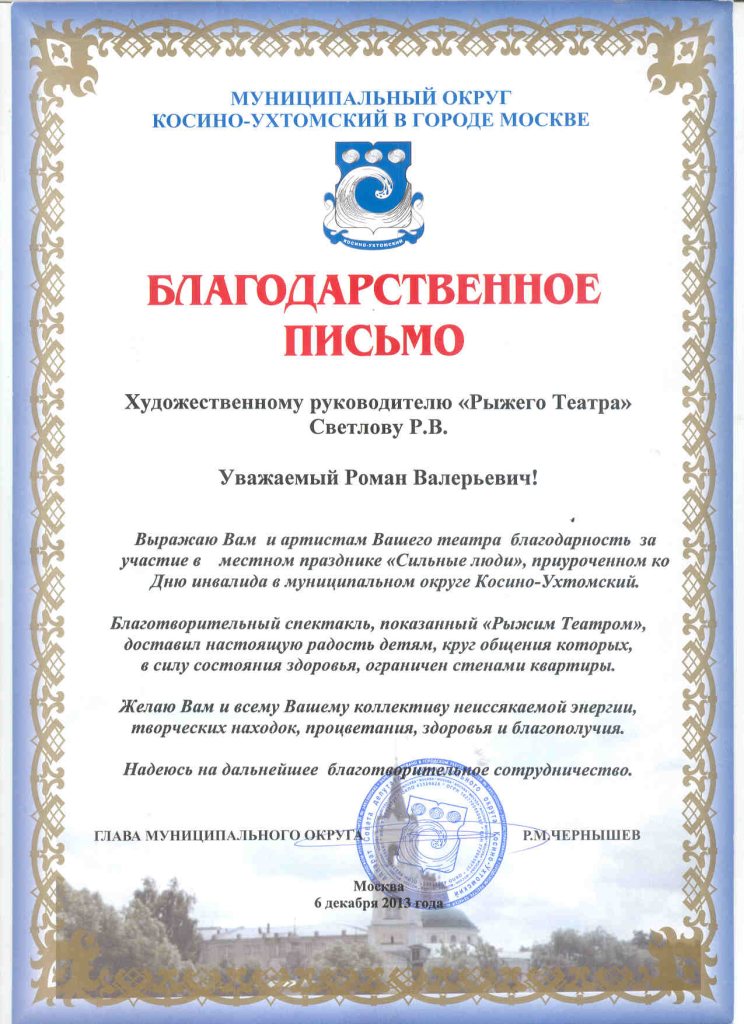 МУНИЦИПАЛЬНЫЙ ОКРУГ
КОСИНО-УХТОМСКИЙ В ГОРОДЕ МОСКВЕ
КОСИНО-УХТОМСКИЙ
БЛАГОДАРСТВЕННОЕ
ПИСЬМО
Художественному руководителю «Рыжего Театра»
Светлову Р.В.
Уважаемый Роман Валерьевич!
Выражаю Вам и артистам Вашего театра благодарность за
участие в местном празднике «Сильные люди», приуроченном ко
Дню инвалида в муниципальном округе Косино-Ухтомский.
Благотворительный спектакль, показанный «Рыжим Театром»,
доставил настоящую радость детям, круг общения которых,
в силу состояния здоровья, ограничен стенами квартиры.
Желаю Вам и всему Вашему коллективу неиссякаемой энергии,
творческих находок, процветания, здоровья и благополучия.
Надеюсь на дальнейшее благотворительное сотрудничество.
ГЛАВА МУНИЦИПАЛЬНОГО ОКРУГА Р.М.ЧЕРНЫШЕВ
Москва
6 декабря 2013 года